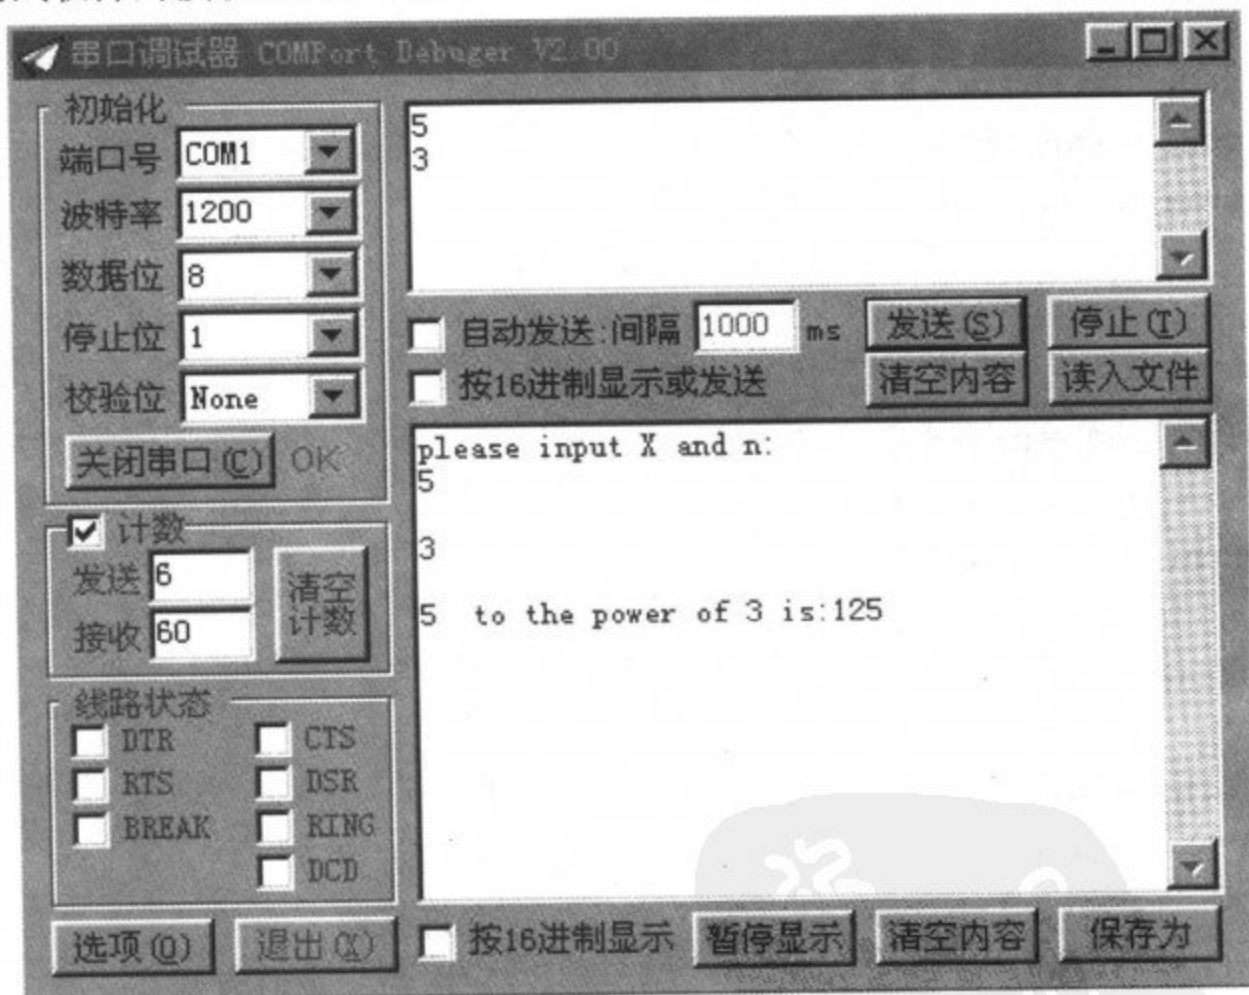 串口调试器 COMPort Debuger V2.00
初始化
端口号 COM1
波特率 1200
数据位 8
停止位 1
校验位 None
关闭串口(C) OK
计数
发送 6
接收 60
清空
计数
线路状态
DTR CTS
RTS DSR
BREAK RING
DCD
选项(O) 退出(X)
5
3
自动发送:间隔 1000 ms 发送(S) 停止(T)
按16进制显示或发送 清空内容 读入文件
please input X and n:
5
3
5 to the power of 3 is:125
按16进制显示 暂停显示 清空内容 保存为